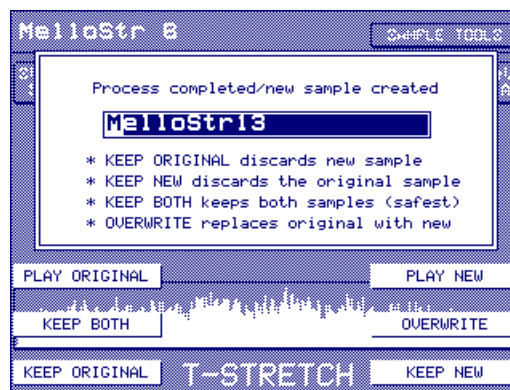 MelloStr 8
SAMPLE TOOLS
Process completed/new sample created
MelloStr13
* KEEP ORIGINAL discards new sample
* KEEP NEW discards the original sample
* KEEP BOTH keeps both samples (safest)
* OVERWRITE replaces original with new
PLAY ORIGINAL
PLAY NEW
KEEP BOTH
OVERWRITE
KEEP ORIGINAL
T-STRETCH
KEEP NEW